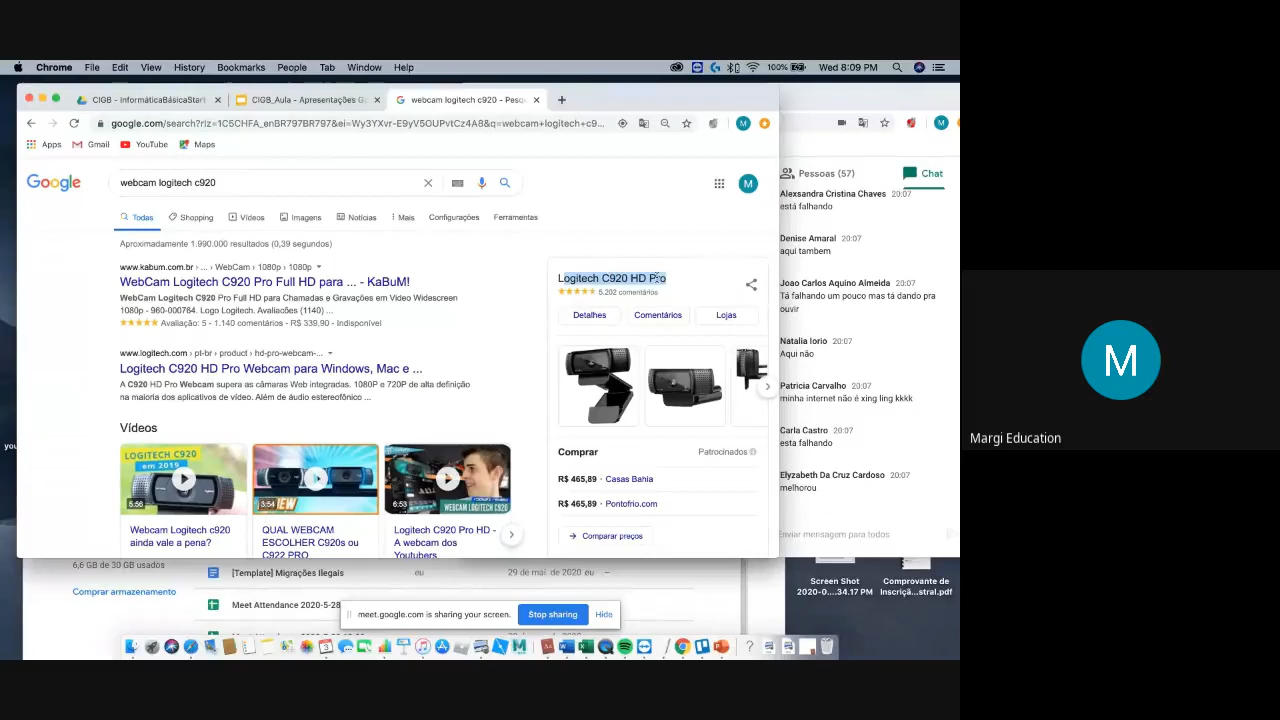 Chrome File Edit View History Bookmarks People Tab Window Help
100% Wed 8:09 PM
CIGB - InformáticaBásicaStart
CIGB_Aula - Apresentações G
webcam logitech c920 - Pesqu
google.com/search?rlz=1C5CHFA_enBR797BR797&ei=Wy3YXvr-E9yV5OUPvtCz4A8&q=webcam+logitech+c9...
Apps Gmail YouTube Maps
Google
webcam logitech c920
M
Todas Shopping Vídeos Imagens Notícias Mais Configurações Ferramentas
Aproximadamente 1.990.000 resultados (0,39 segundos)
www.kabum.com.br › ... › WebCam › 1080p › 1080p
WebCam Logitech C920 Pro Full HD para ... - KaBuM!
WebCam Logitech C920 Pro Full HD para Chamadas e Gravações em Vídeo Widescreen
1080p - 960-000764. Logo Logitech. Avaliacões (1140) ...
Avaliação: 5 - 1.140 comentários - R$ 339,90 - Indisponível
www.logitech.com › pt-br › product › hd-pro-webcam-...
Logitech C920 HD Pro Webcam para Windows, Mac e ...
A C920 HD Pro Webcam supera as câmaras Web integradas. 1080P e 720P de alta definição
na maioria dos aplicativos de vídeo. Além de áudio estereofônico ...
Vídeos
LOGITECH C920
em 2019
5:56
3:54
6:53
WEBCAM LOGITECH C920
Webcam Logitech c920
ainda vale a pena?
QUAL WEBCAM
ESCOLHER C920s ou
C922 PRO
Logitech C920 Pro HD -
A webcam dos
Youtubers
Logitech C920 HD Pro
5.202 comentários
Detalhes Comentários Lojas
Comprar
Patrocinados
R$ 465,89 · Casas Bahia
R$ 465,89 · Pontofrio.com
Comparar preços
Pessoas (57)
Chat
Alexsandra Cristina Chaves 20:07
está falhando
Denise Amaral 20:07
aqui tambem
Joao Carlos Aquino Almeida 20:07
Tá falhando um pouco mas tá dando pra
ouvir
Natalia Iorio 20:07
Aqui não
Patricia Carvalho 20:07
minha internet não é xing ling kkkk
Carla Castro 20:07
esta falhando
Elyzabeth Da Cruz Cardoso 20:07
melhorou
Enviar mensagem para todos
6,6 GB de 30 GB usados
Comprar armazenamento
[Template] Migrações Ilegais
eu
29 de mai. de 2020 eu
Meet Attendance 2020-5-28
meet.google.com is sharing your screen.
Stop sharing
Hide
Screen Shot
2020-0....34.17 PM
Comprovante de
Inscriçã...stral.pdf
M
Margi Education